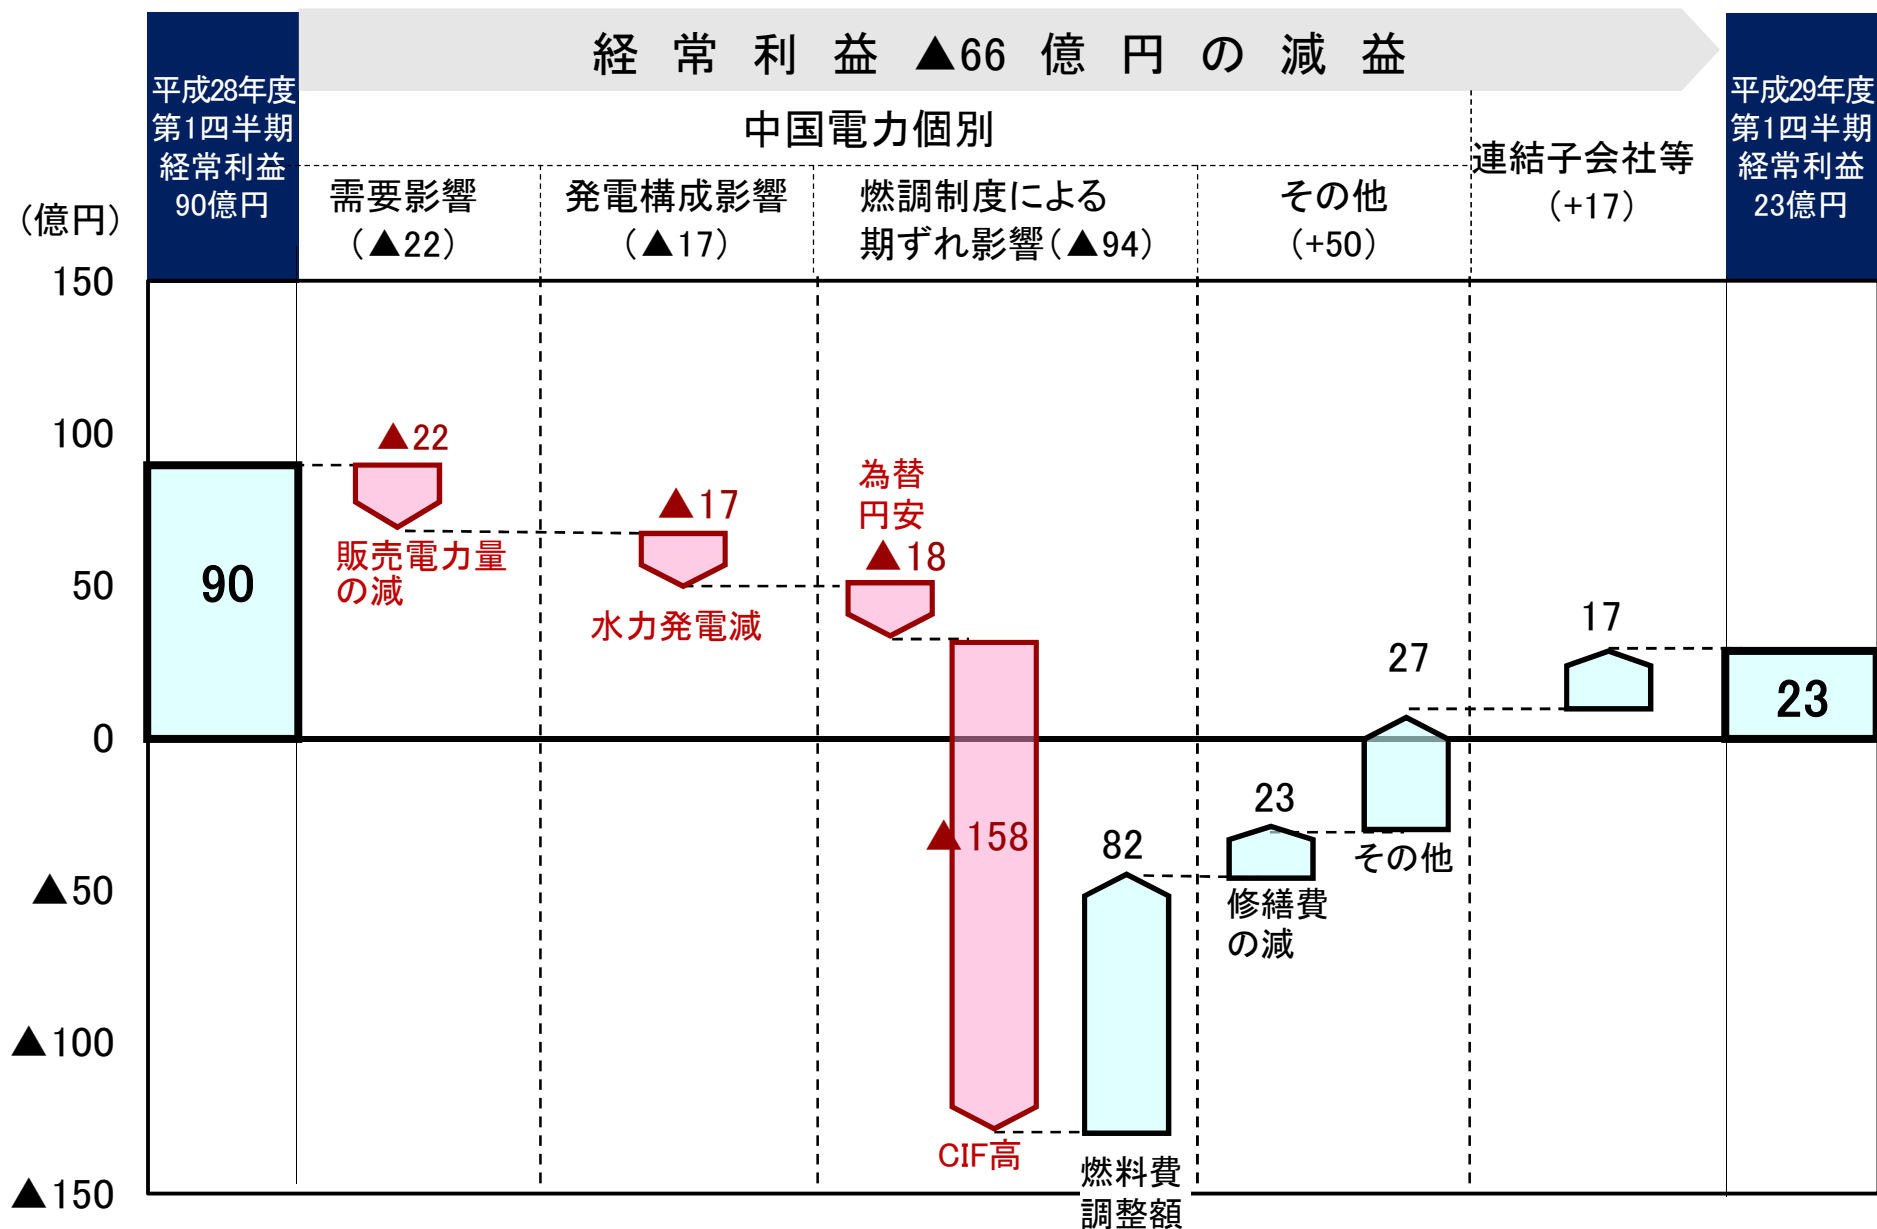 経常利益▲66億円の減益
平成28年度
第1四半期
経常利益
90億円
中国電力個別
連結子会社等
(+17)
平成29年度
第1四半期
経常利益
23億円
需要影響
(▲22)
発電構成影響
(▲17)
燃調制度による
期ずれ影響(▲94)
その他
(+50)
(億円)
150
100
50
0
▲50
▲100
▲150
90
▲22
販売電力量
の減
▲17
水力発電減
為替
円安
▲18
▲158
CIF高
82
燃料費
調整額
23
修繕費
の減
27
その他
17
23